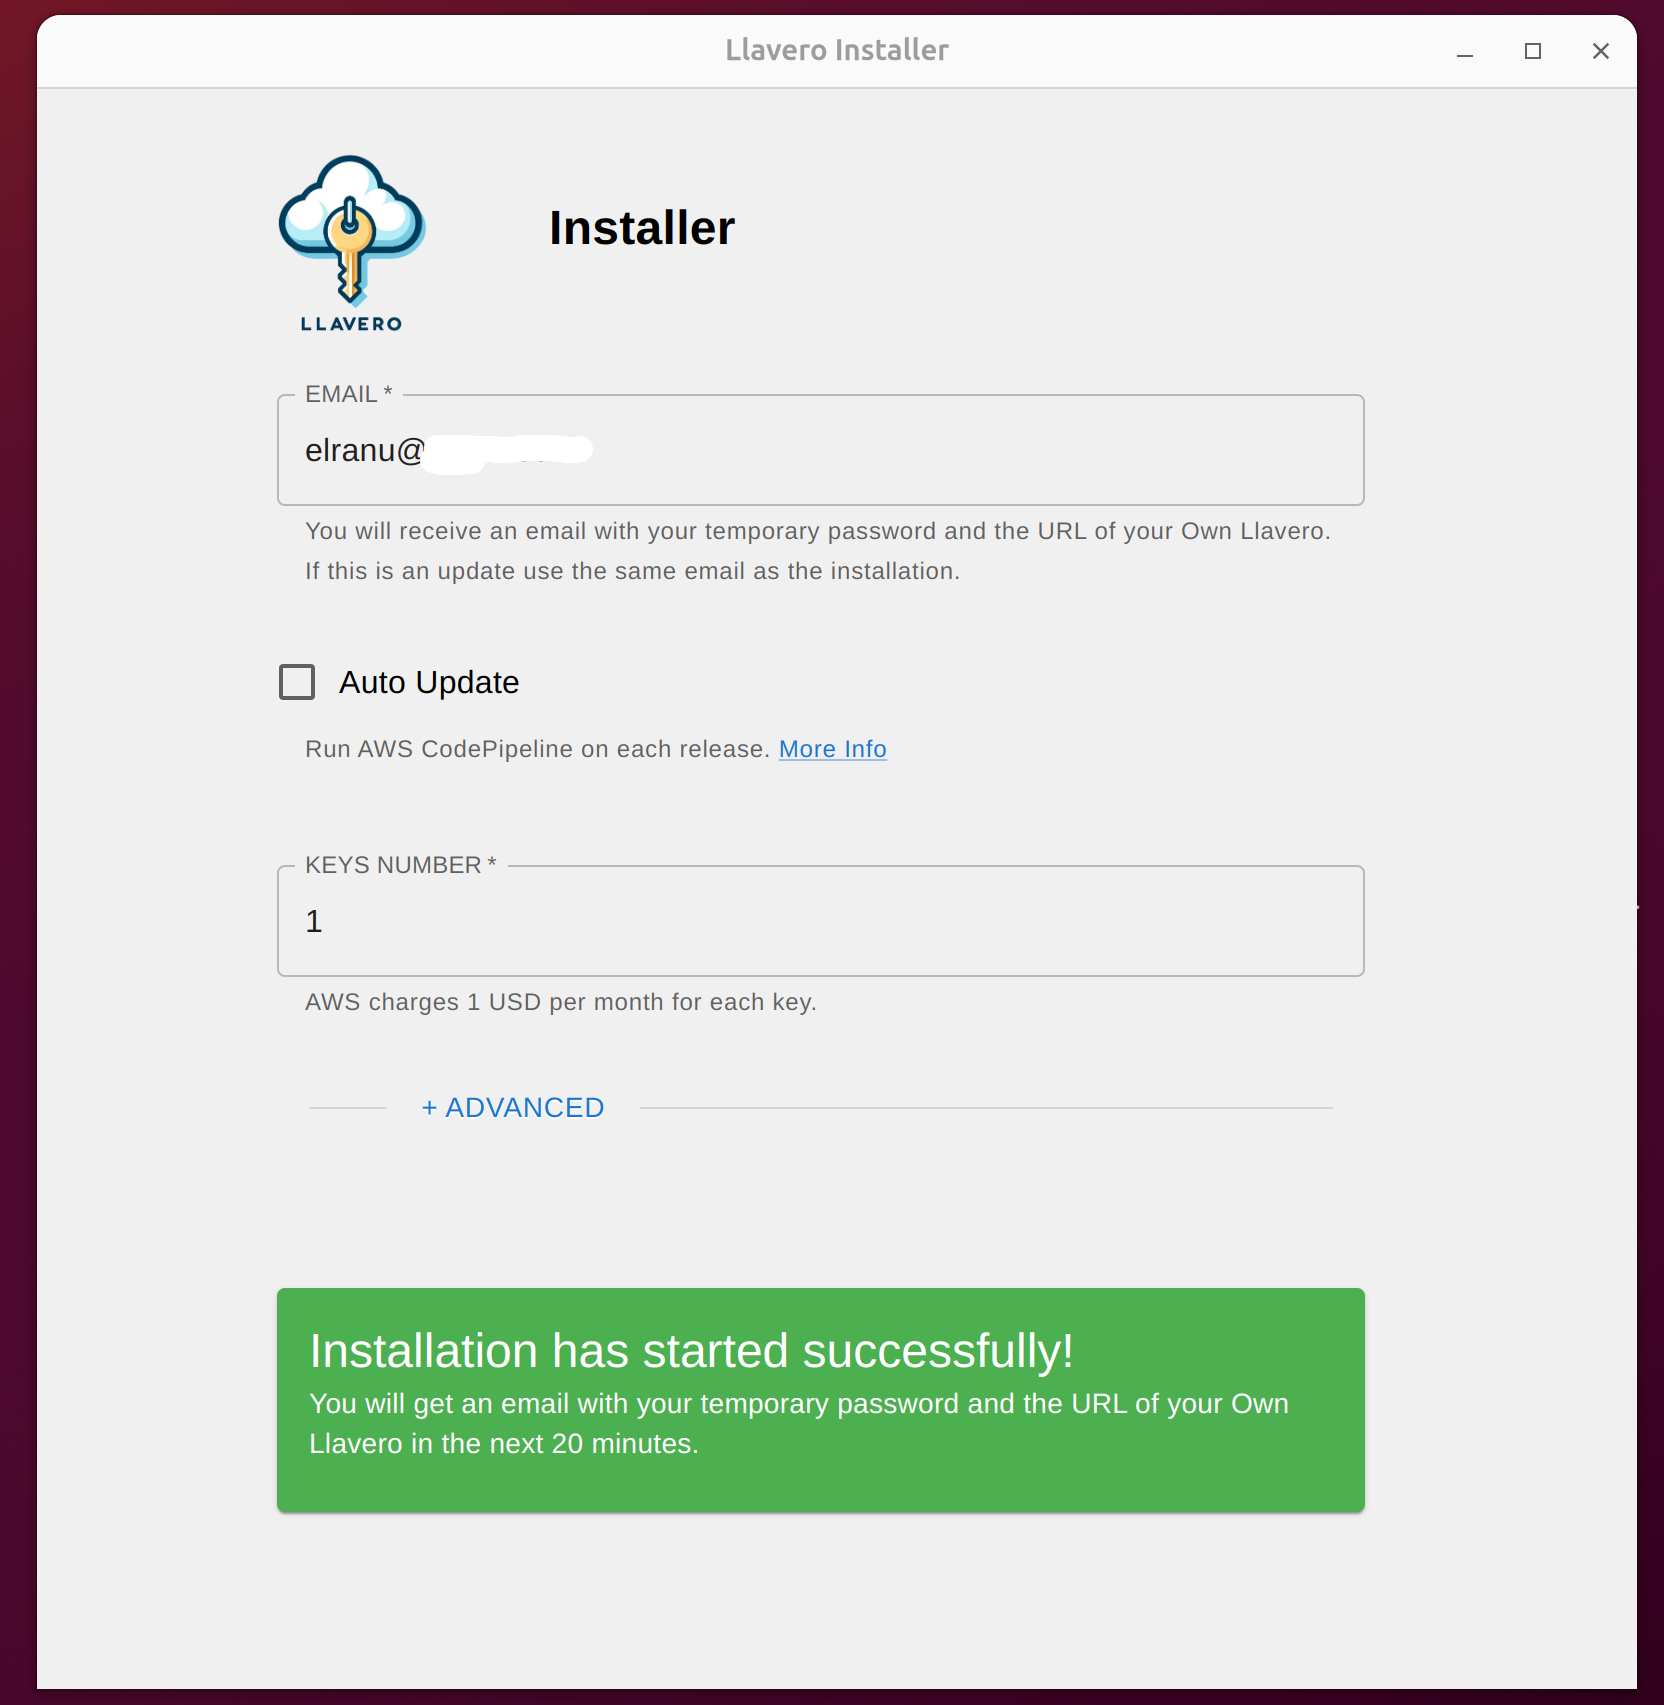 Llavero Installer
LLAVERO
Installer
EMAIL *
elranu@
You will receive an email with your temporary password and the URL of your Own Llavero.
If this is an update use the same email as the installation.
Auto Update
Run AWS CodePipeline on each release. More Info
KEYS NUMBER *
1
AWS charges 1 USD per month for each key.
+ ADVANCED
Installation has started successfully!
You will get an email with your temporary password and the URL of your Own
Llavero in the next 20 minutes.